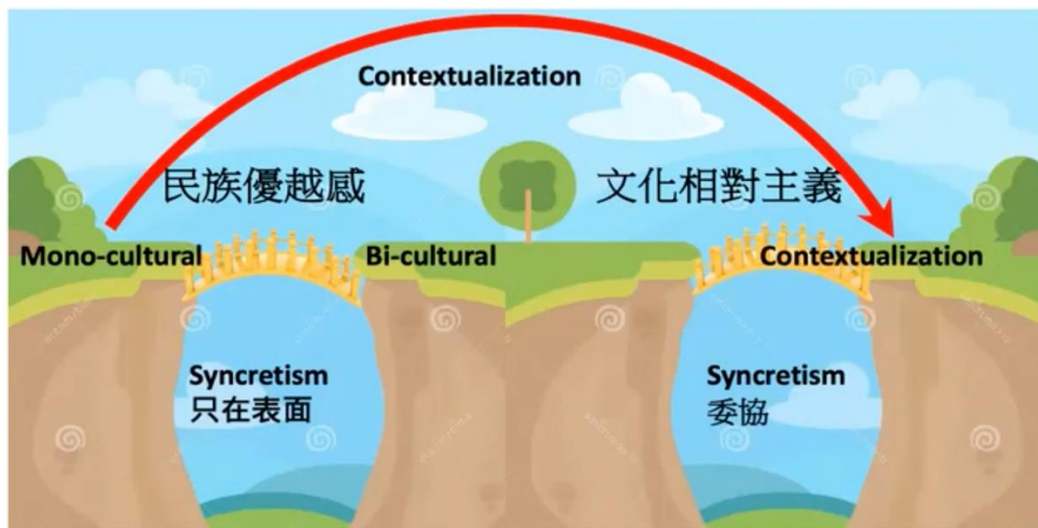 Contextualization
民族優越感
文化相對主義
Mono-cultural
Bi-cultural
Contextualization
Syncretism
只在表面
Syncretism
委協